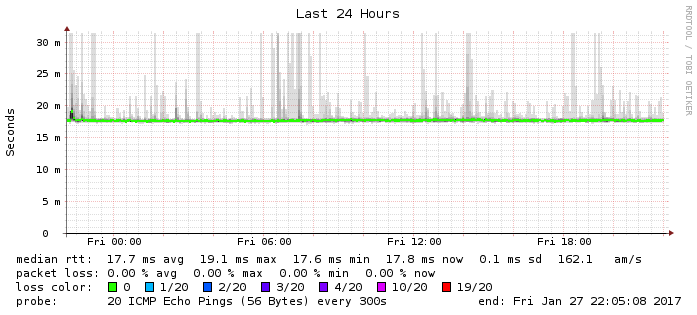 Last 24 Hours
RRDTOOL / TOBI OETIKER
Seconds
30 m
25 m
20 m
15 m
10 m
5 m
0
Fri 00:00 Fri 06:00 Fri 12:00 Fri 18:00
median rtt: 17.7 ms avg 19.1 ms max 17.6 ms min 17.8 ms now 0.1 ms sd 162.1 am/s
packet loss: 0.00 % avg 0.00 % max 0.00 % min 0.00 % now
loss color: 0 1/20 2/20 3/20 4/20 10/20 19/20
probe: 20 ICMP Echo Pings (56 Bytes) every 300s end: Fri Jan 27 22:05:08 2017